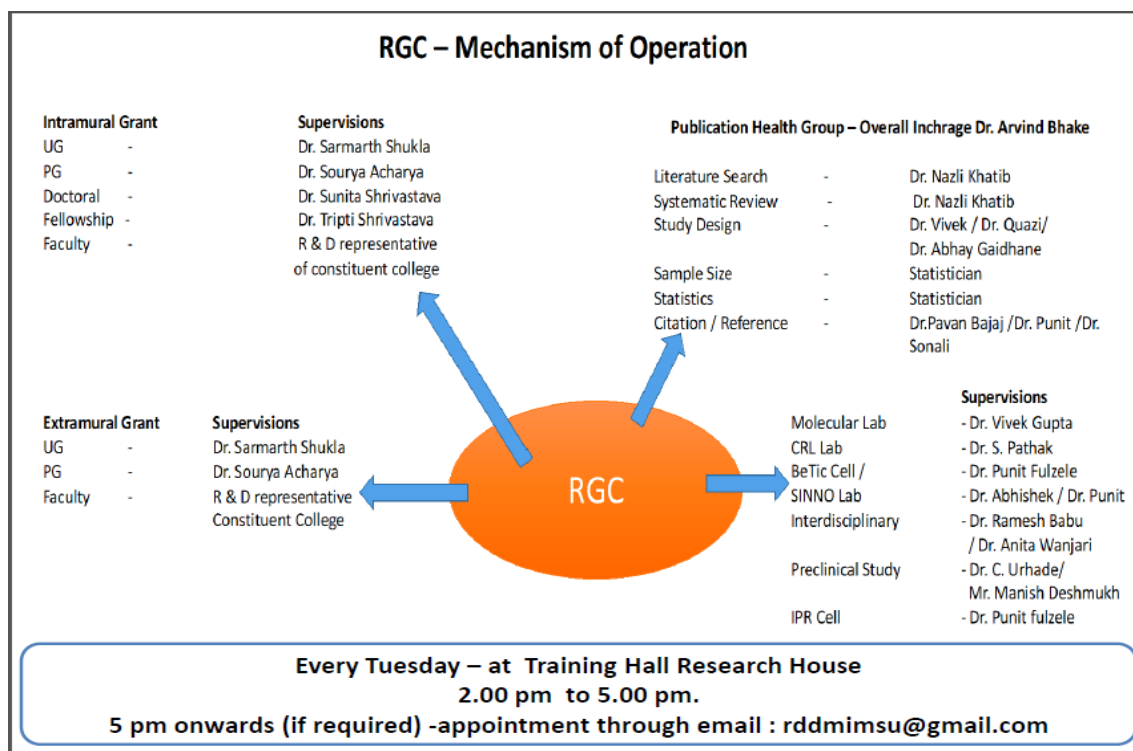 RGC – Mechanism of Operation
Intramural Grant Supervisions
UG - Dr. Sarmarth Shukla
PG - Dr. Sourya Acharya
Doctoral - Dr. Sunita Shrivastava
Fellowship - Dr. Tripti Shrivastava
Faculty - R & D representative
of constituent college
Publication Health Group – Overall Inchrage Dr. Arvind Bhake
Literature Search - Dr. Nazli Khatib
Systematic Review - Dr. Nazli Khatib
Study Design - Dr. Vivek / Dr. Quazi/
Dr. Abhay Gaidhane
Sample Size - Statistician
Statistics - Statistician
Citation / Reference - Dr.Pavan Bajaj /Dr. Punit /Dr.
Sonali
Extramural Grant Supervisions
UG - Dr. Sarmarth Shukla
PG - Dr. Sourya Acharya
Faculty - R & D representative
Constituent College
RGC
Supervisions
Molecular Lab - Dr. Vivek Gupta
CRL Lab - Dr. S. Pathak
BeTic Cell / - Dr. Punit Fulzele
SINNO Lab - Dr. Abhishek / Dr. Punit
Interdisciplinary - Dr. Ramesh Babu
/ Dr. Anita Wanjari
Preclinical Study - Dr. C. Urhade/
Mr. Manish Deshmukh
IPR Cell - Dr. Punit fulzele
Every Tuesday – at Training Hall Research House
2.00 pm to 5.00 pm.
5 pm onwards (if required) -appointment through email : rddmimsu@gmail.com